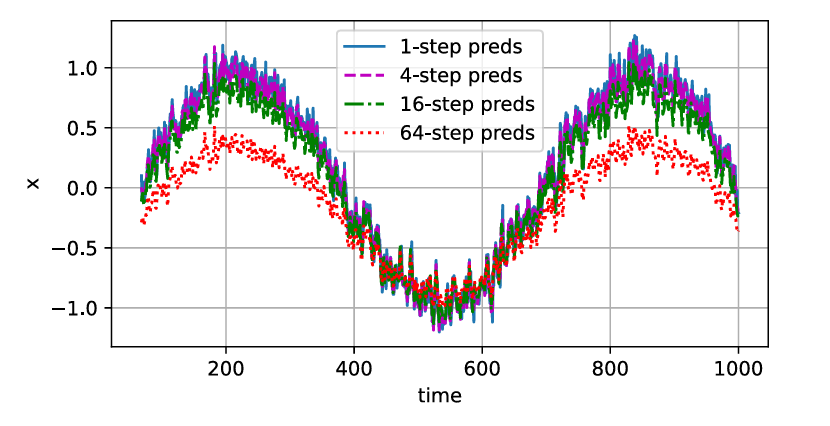 1-step preds
4-step preds
16-step preds
64-step preds
1.0
0.5
0.0
−0.5
−1.0
x
200 400 600 800 1000
time